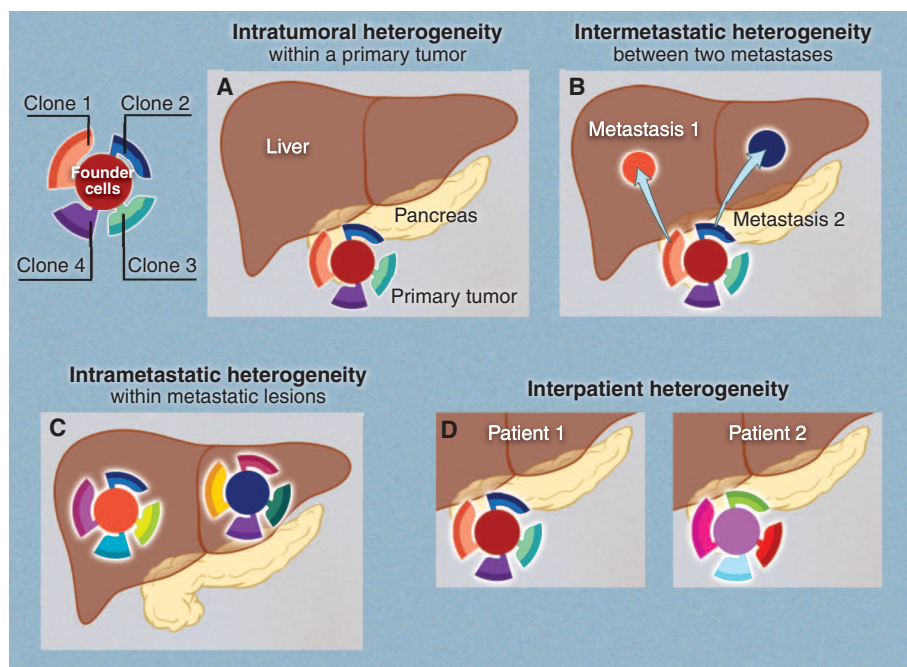 Intratumoral heterogeneity
within a primary tumor
Intermetastatic heterogeneity
between two metastases
Clone 1
Clone 2
Founder
cells
Clone 4
Clone 3
A
Liver
Pancreas
Primary tumor
B
Metastasis 1
Metastasis 2
Intrametastatic heterogeneity
within metastatic lesions
C
Interpatient heterogeneity
D
Patient 1
Patient 2